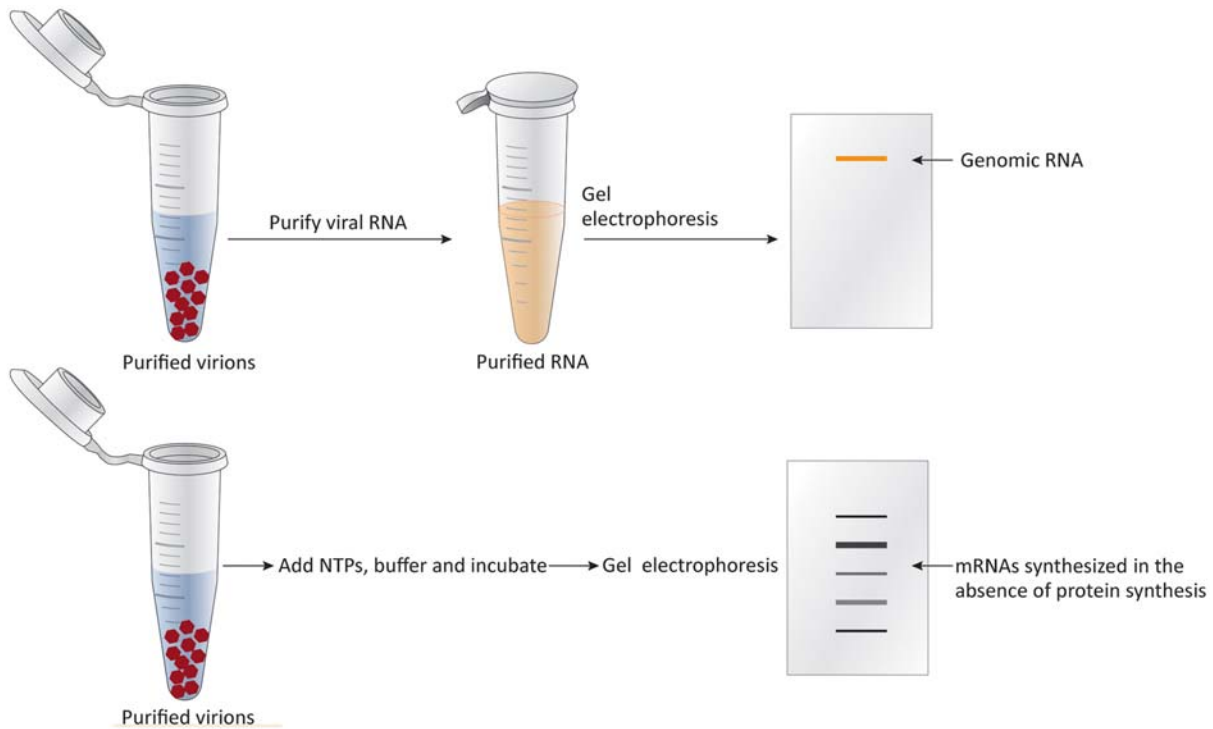 Purify viral RNA
Gel
electrophoresis
Genomic RNA
Purified virions
Purified RNA
Add NTPs, buffer and incubate
Gel electrophoresis
mRNAs synthesized in the
absence of protein synthesis
Purified virions